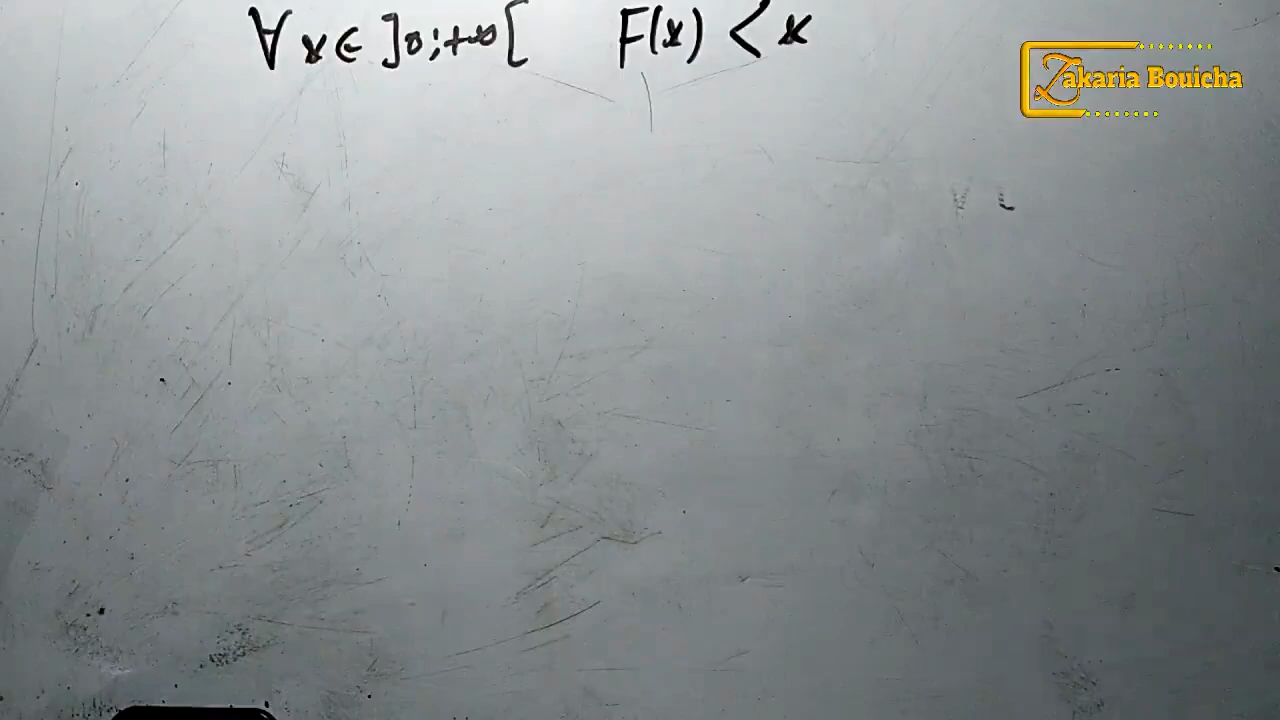 ∀ x ∈ ]0;+∞[ F(x) < x
Zakaria Bouicha